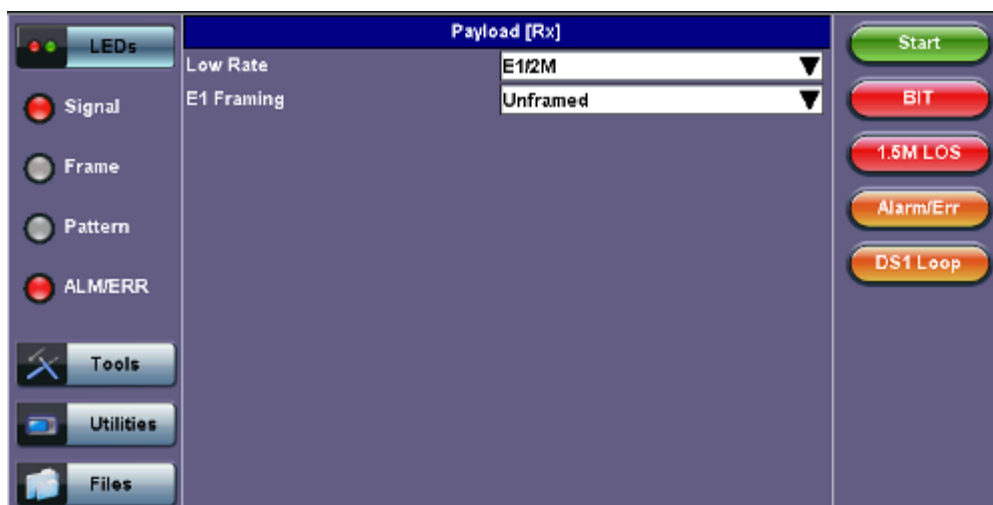 LEDs
Signal
Frame
Pattern
ALM/ERR
Tools
Utilities
Files
Payload [Rx]
Low Rate E1/2M
E1 Framing Unframed
Start
BIT
1.5M LOS
Alarm/Err
DS1 Loop